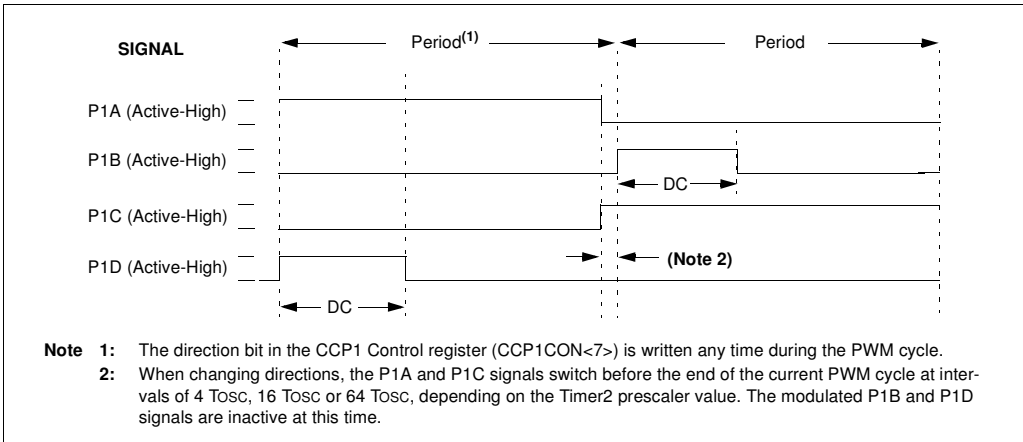 SIGNAL
Period(1)
Period
P1A (Active-High)
P1B (Active-High)
DC
P1C (Active-High)
(Note 2)
P1D (Active-High)
DC
Note 1: The direction bit in the CCP1 Control register (CCP1CON<7>) is written any time during the PWM cycle.
2: When changing directions, the P1A and P1C signals switch before the end of the current PWM cycle at inter-
vals of 4 TOSC, 16 TOSC or 64 TOSC, depending on the Timer2 prescaler value. The modulated P1B and P1D
signals are inactive at this time.